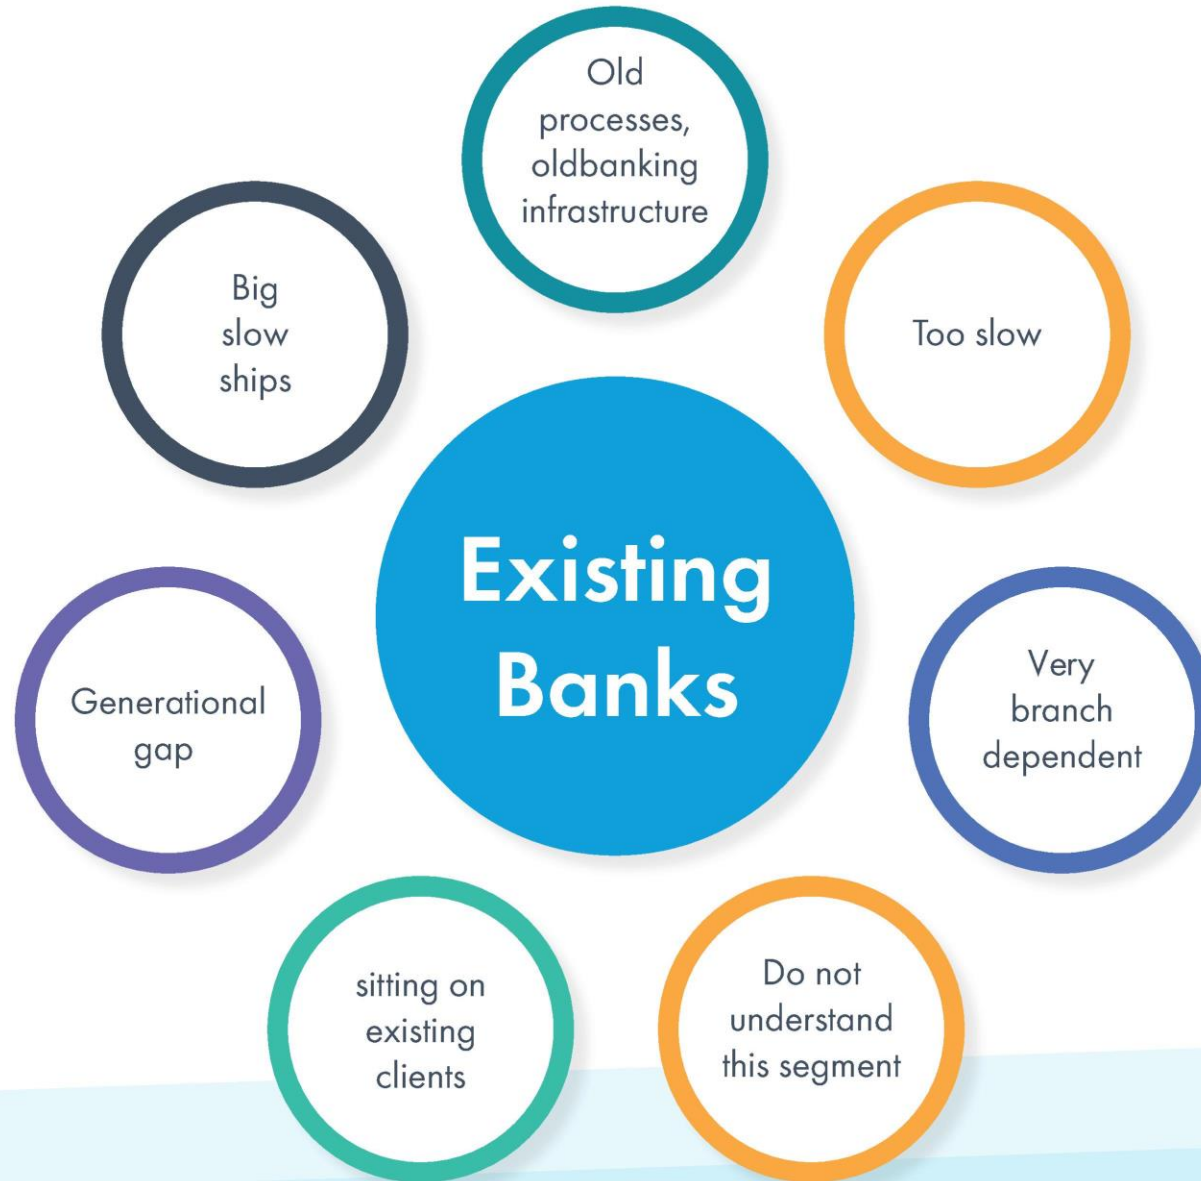 Old
processes,
oldbanking
infrastructure
Too slow
Very
branch
dependent
Do not
understand
this segment
sitting on
existing
clients
Generational
gap
Big
slow
ships
Existing
Banks